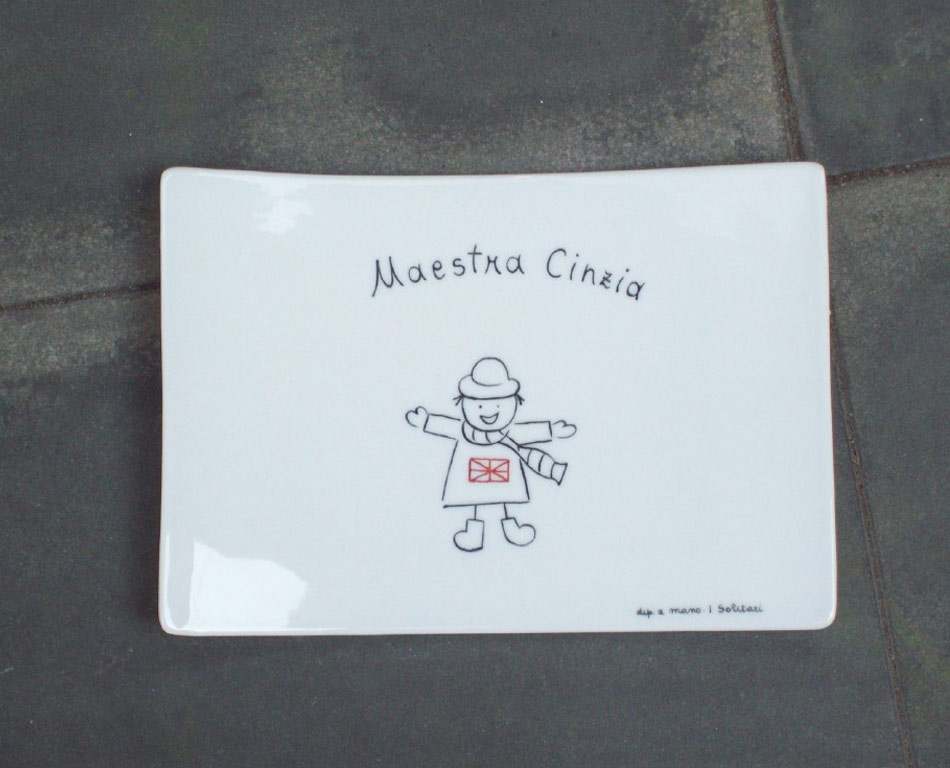 Maestra Cinzia
dip. a mano. I Solitari